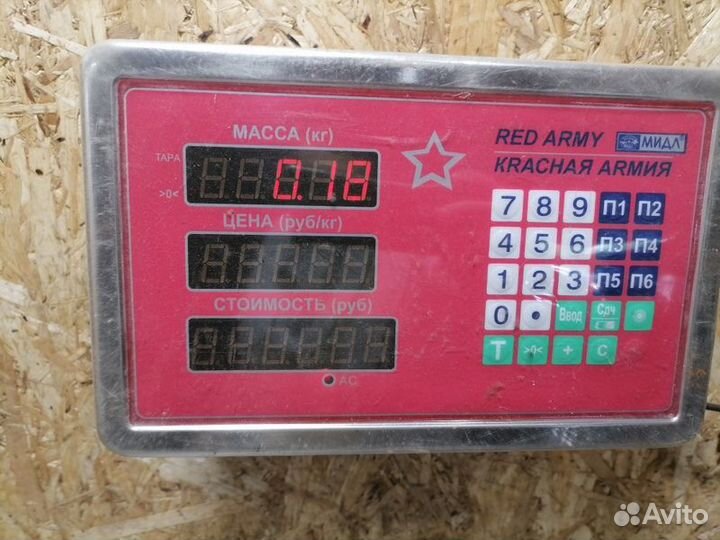 МАССА (кг)
ТАРА
>0<
0.18
ЦЕНА (руб/кг)
СТОИМОСТЬ (руб)
AC
RED ARMY МИДЛ
КRАСНАЯ АRМИЯ
7 8 9 П1 П2
4 5 6 П3 П4
1 2 3 П5 П6
0 • Ввод Сдч
T >0< + C
Avito